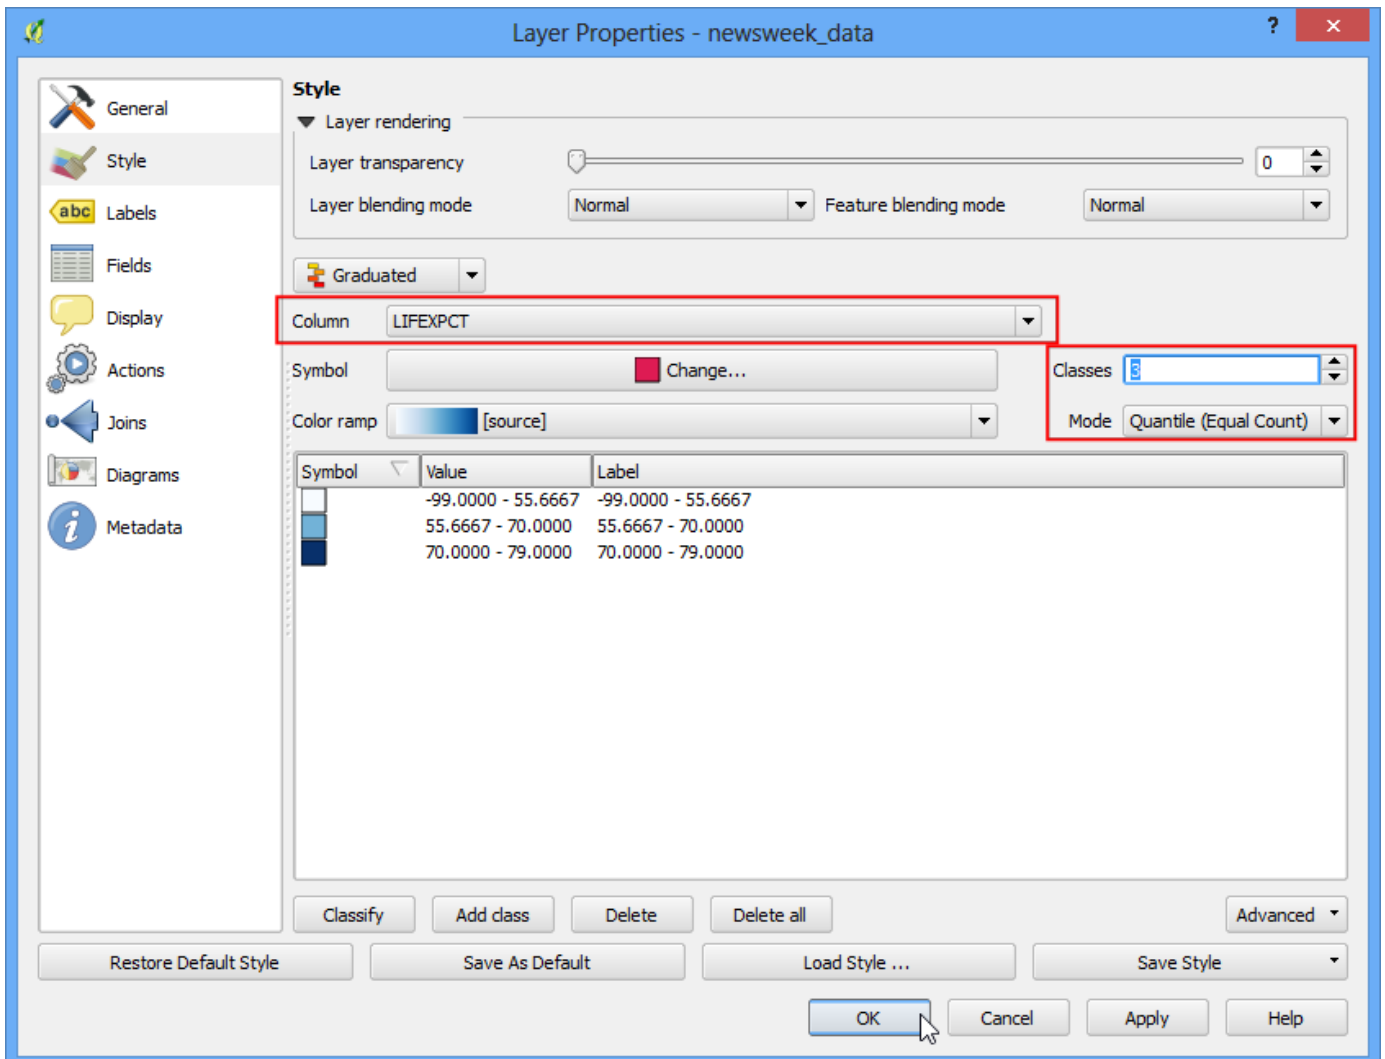 Layer Properties - newsweek_data ?
General
Style
abc Labels
Fields
Display
Actions
Joins
Diagrams
i Metadata
Style
Layer rendering
Layer transparency 0
Layer blending mode Normal Feature blending mode Normal
Graduated
Column LIFEXPCT
Symbol Change... Classes 3
Color ramp [source] Mode Quantile (Equal Count)
Symbol Value Label
-99.0000 - 55.6667 -99.0000 - 55.6667
55.6667 - 70.0000 55.6667 - 70.0000
70.0000 - 79.0000 70.0000 - 79.0000
Classify Add class Delete Delete all Advanced
Restore Default Style Save As Default Load Style ... Save Style
OK Cancel Apply Help